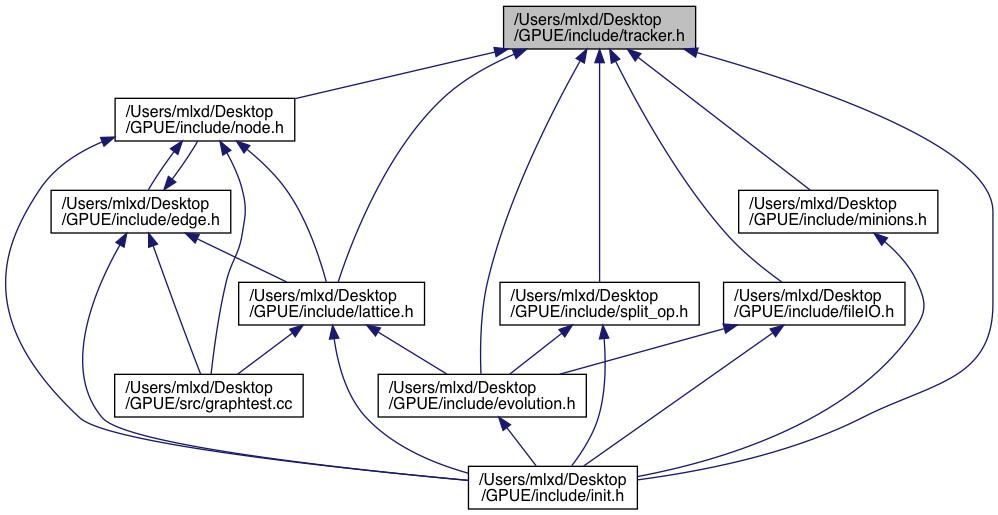 /Users/mlxd/Desktop
/GPUE/include/tracker.h
/Users/mlxd/Desktop
/GPUE/include/node.h
/Users/mlxd/Desktop
/GPUE/include/edge.h
/Users/mlxd/Desktop
/GPUE/include/minions.h
/Users/mlxd/Desktop
/GPUE/include/lattice.h
/Users/mlxd/Desktop
/GPUE/include/split_op.h
/Users/mlxd/Desktop
/GPUE/include/fileIO.h
/Users/mlxd/Desktop
/GPUE/src/graphtest.cc
/Users/mlxd/Desktop
/GPUE/include/evolution.h
/Users/mlxd/Desktop
/GPUE/include/init.h